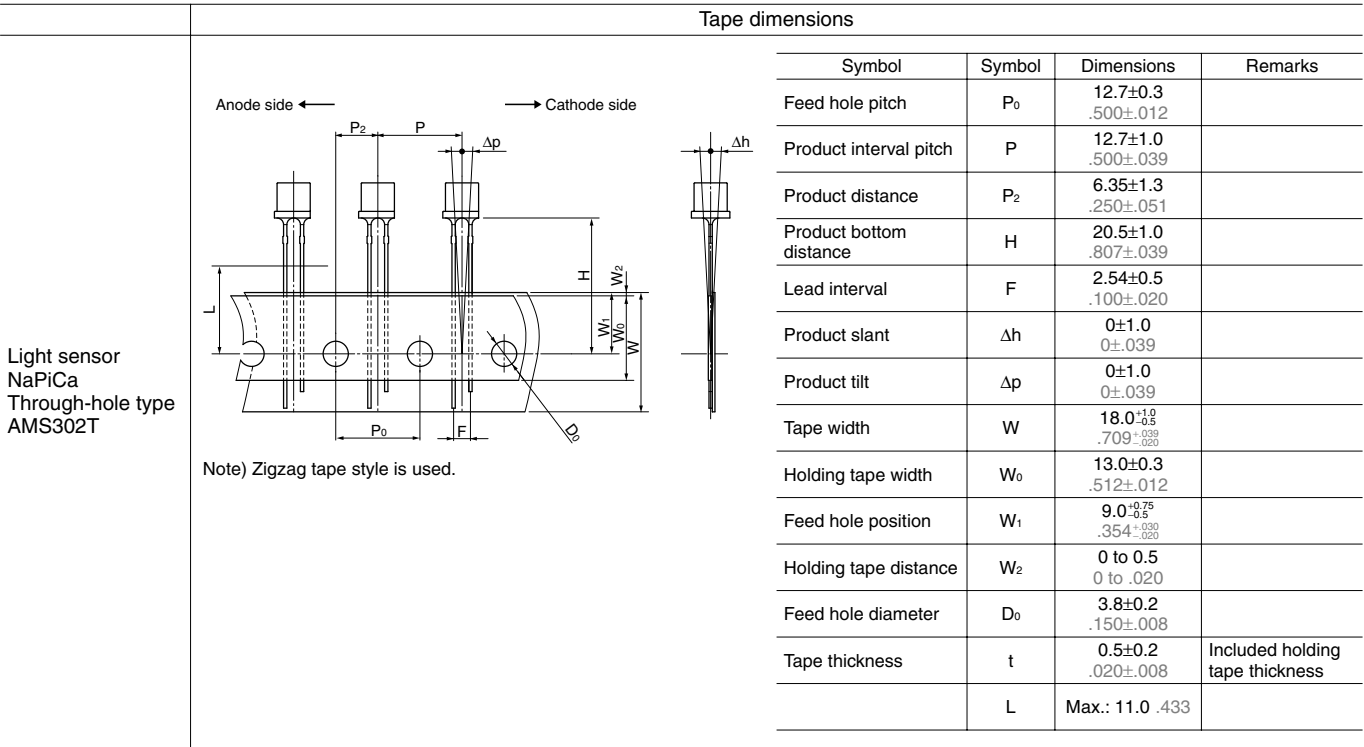 Tape dimensions
Light sensor
NaPiCa
Through-hole type
AMS302T
Anode side
Cathode side
P2
P
Δp
Δh
H
W2
L
W1
W0
W
P0
F
D0
Note) Zigzag tape style is used.
Symbol Symbol Dimensions Remarks
Feed hole pitch P0 12.7±0.3
.500±.012
Product interval pitch P 12.7±1.0
.500±.039
Product distance P2 6.35±1.3
.250±.051
Product bottom
distance H 20.5±1.0
.807±.039
Lead interval F 2.54±0.5
.100±.020
Product slant Δh 0±1.0
0±.039
Product tilt Δp 0±1.0
0±.039
Tape width W 18.0+1.0−0.5
.709+.039−.020
Holding tape width W0 13.0±0.3
.512±.012
Feed hole position W1 9.0+0.75−0.5
.354+.030−.020
Holding tape distance W2 0 to 0.5
0 to .020
Feed hole diameter D0 3.8±0.2
.150±.008
Tape thickness t 0.5±0.2
.020±.008
Included holding
tape thickness
L Max.: 11.0 .433